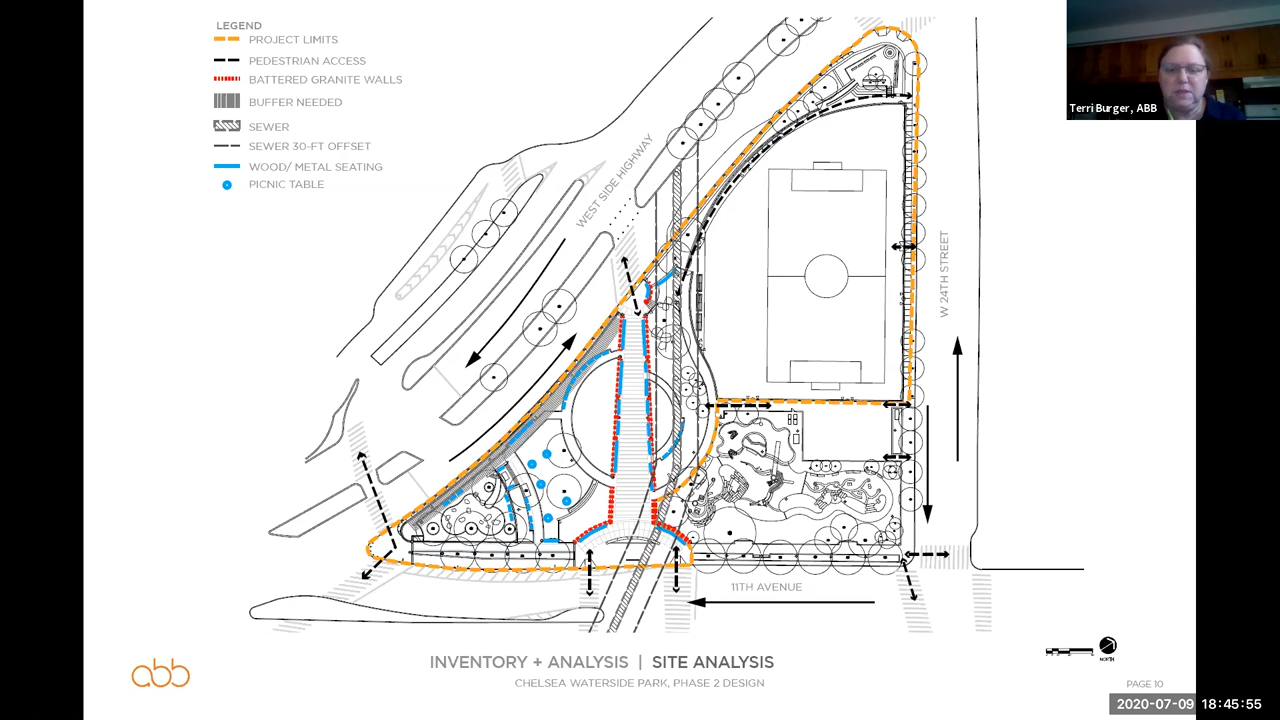 LEGEND
PROJECT LIMITS
PEDESTRIAN ACCESS
BATTERED GRANITE WALLS
BUFFER NEEDED
SEWER
SEWER 30-FT OFFSET
WOOD/ METAL SEATING
PICNIC TABLE
Terri Burger, ABB
WEST SIDE HIGHWAY
W 24TH STREET
11TH AVENUE
INVENTORY + ANALYSIS | SITE ANALYSIS
CHELSEA WATERSIDE PARK, PHASE 2 DESIGN
abb
NORTH
PAGE 10
2020-07-09 18:45:55